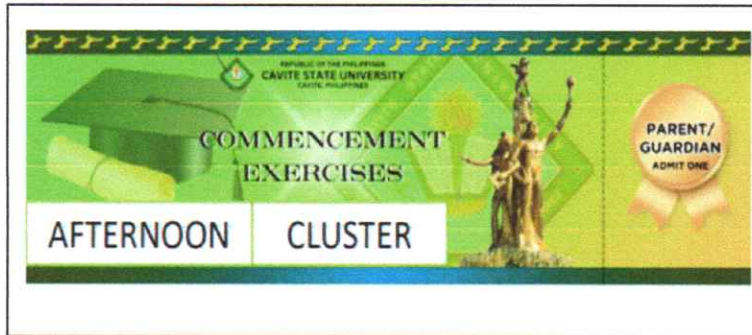 REPUBLIC OF THE PHILIPPINES
CAVITE STATE UNIVERSITY
CAVITE, PHILIPPINES
COMMENCEMENT
EXERCISES
AFTERNOON CLUSTER
PARENT/
GUARDIAN
ADMIT ONE